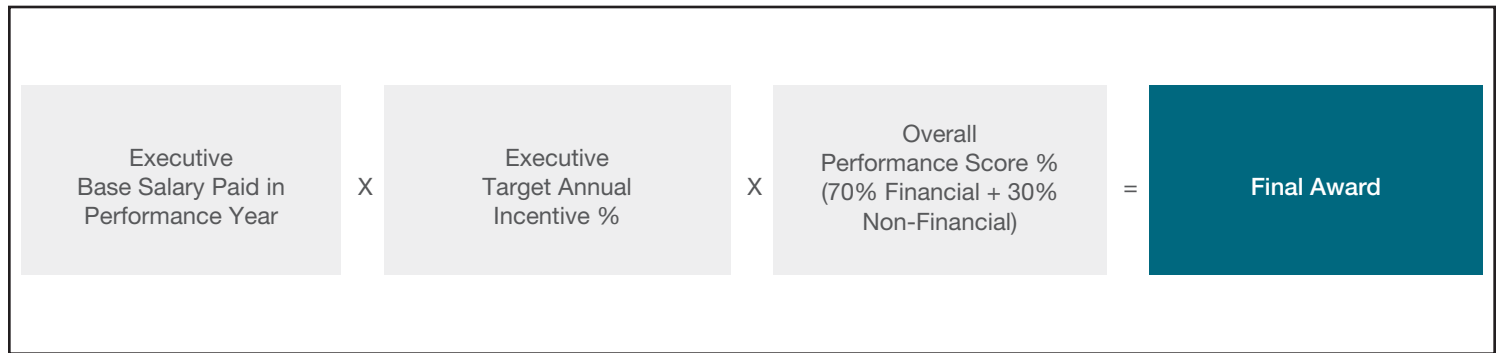 Executive
Base Salary Paid in
Performance Year
X
Executive
Target Annual
Incentive %
X
Overall
Performance Score %
(70% Financial + 30%
Non-Financial)
=
Final Award